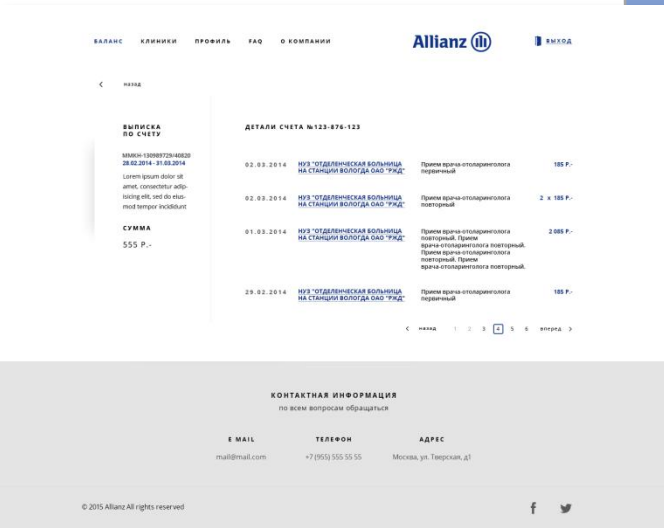 БАЛАНС КЛИНИКИ ПРОФИЛЬ FAQ О КОМПАНИИ Allianz ВЫХОД
назад
ВЫПИСКА
ПО СЧЕТУ
ММКН-130989729/40820
28.02.2014 - 31.03.2014
Lorem ipsum dolor sit
amet, consectetur adip-
isicing elit, sed do eius-
mod tempor incididunt
СУММА
555 Р.-
ДЕТАЛИ СЧЕТА №123-876-123
02.03.2014 НУЗ "ОТДЕЛЕНЧЕСКАЯ БОЛЬНИЦА Прием врача-отоларинголога 185 Р.-
НА СТАНЦИИ ВОЛОГДА ОАО "РЖД" первичный
02.03.2014 НУЗ "ОТДЕЛЕНЧЕСКАЯ БОЛЬНИЦА Прием врача-отоларинголога 2 x 185 Р.-
НА СТАНЦИИ ВОЛОГДА ОАО "РЖД" повторный
01.03.2014 НУЗ "ОТДЕЛЕНЧЕСКАЯ БОЛЬНИЦА Прием врача-отоларинголога 2 085 Р.-
НА СТАНЦИИ ВОЛОГДА ОАО "РЖД" повторный. Прием
врача-отоларинголога повторный.
Прием врача-отоларинголога
повторный. Прием
врача-отоларинголога повторный.
29.02.2014 НУЗ "ОТДЕЛЕНЧЕСКАЯ БОЛЬНИЦА Прием врача-отоларинголога 185 Р.-
НА СТАНЦИИ ВОЛОГДА ОАО "РЖД" первичный
назад 1 2 3 4 5 6 вперед
КОНТАКТНАЯ ИНФОРМАЦИЯ
по всем вопросам обращаться
E MAIL ТЕЛЕФОН АДРЕС
mail@mail.com +7 (955) 555 55 55 Москва, ул. Тверская, д1
© 2015 Allianz All rights reserved